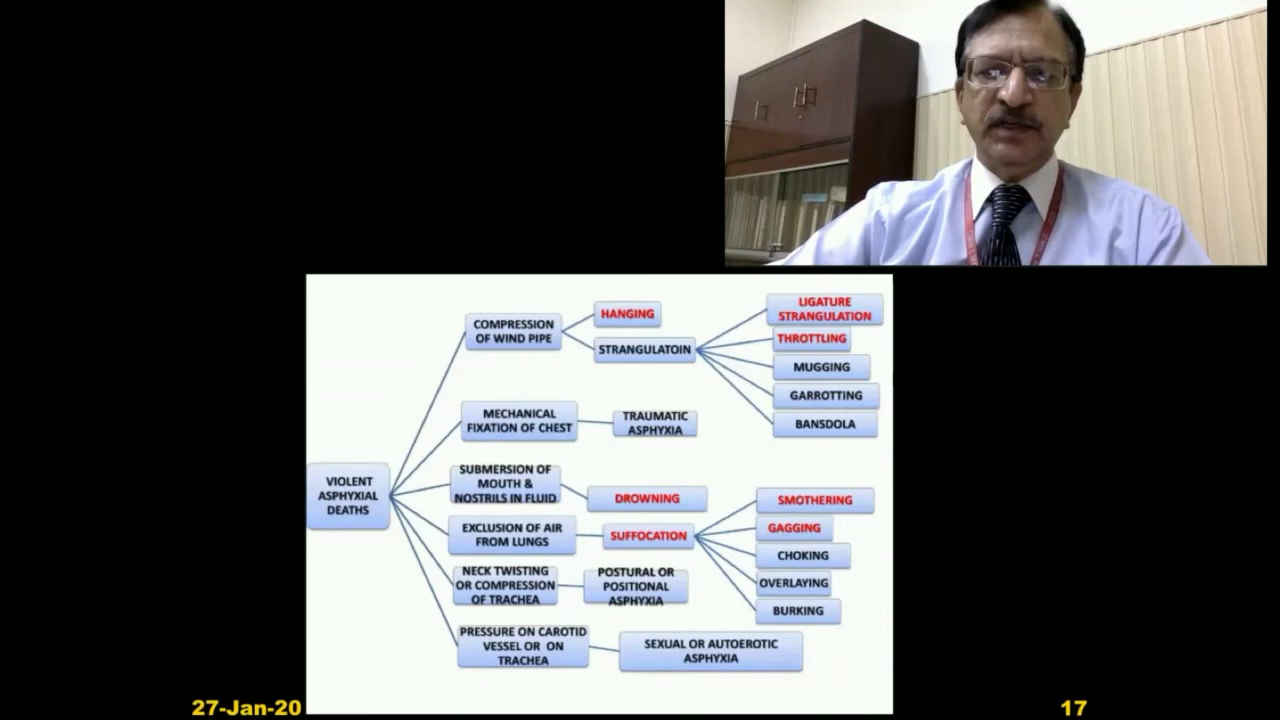 COMPRESSION
OF WIND PIPE
HANGING
STRANGULATOIN
LIGATURE
STRANGULATION
THROTTLING
MUGGING
GARROTTING
BANSDOLA
MECHANICAL
FIXATION OF CHEST
TRAUMATIC
ASPHYXIA
VIOLENT
ASPHYXIAL
DEATHS
SUBMERSION OF
MOUTH &
NOSTRILS IN FLUID
DROWNING
EXCLUSION OF AIR
FROM LUNGS
SUFFOCATION
SMOTHERING
GAGGING
CHOKING
OVERLAYING
BURKING
NECK TWISTING
OR COMPRESSION
OF TRACHEA
POSTURAL OR
POSITIONAL
ASPHYXIA
PRESSURE ON CAROTID
VESSEL OR ON
TRACHEA
SEXUAL OR AUTOEROTIC
ASPHYXIA
27-Jan-20
17